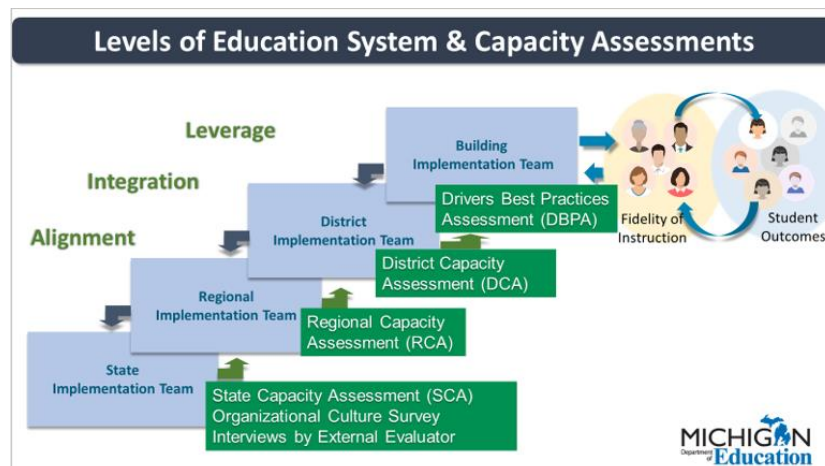 Levels of Education System & Capacity Assessments
Leverage
Integration
Alignment
Building
Implementation Team
District
Implementation Team
Regional
Implementation Team
State
Implementation Team
Drivers Best Practices
Assessment (DBPA)
District Capacity
Assessment (DCA)
Regional Capacity
Assessment (RCA)
State Capacity Assessment (SCA)
Organizational Culture Survey
Interviews by External Evaluator
Fidelity of
Instruction
Student
Outcomes
MICHIGAN
Department of Education